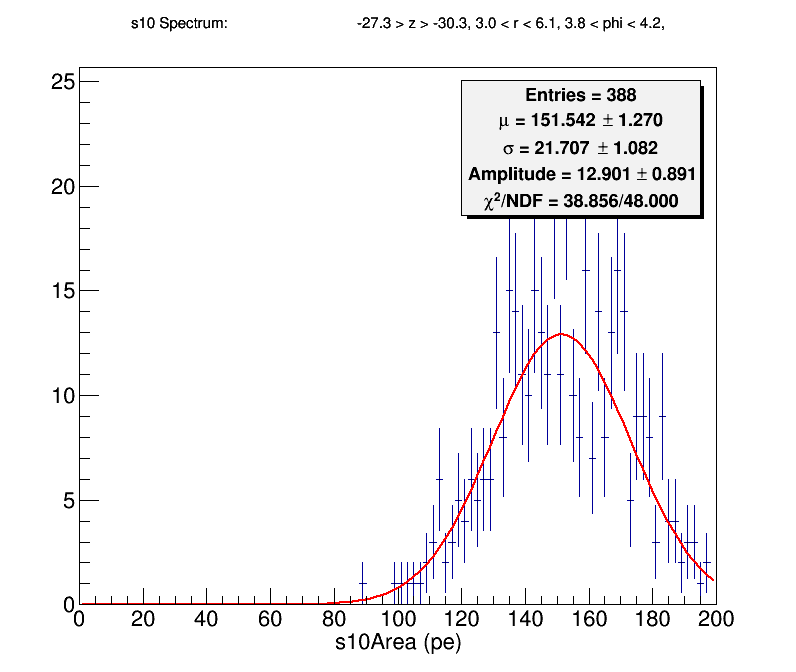 s10 Spectrum: -27.3 > z > -30.3, 3.0 < r < 6.1, 3.8 < phi < 4.2,
Entries = 388
μ = 151.542 ± 1.270
σ = 21.707 ± 1.082
Amplitude = 12.901 ± 0.891
χ²/NDF = 38.856/48.000
25
20
15
10
5
0
0 20 40 60 80 100 120 140 160 180 200
s10Area (pe)